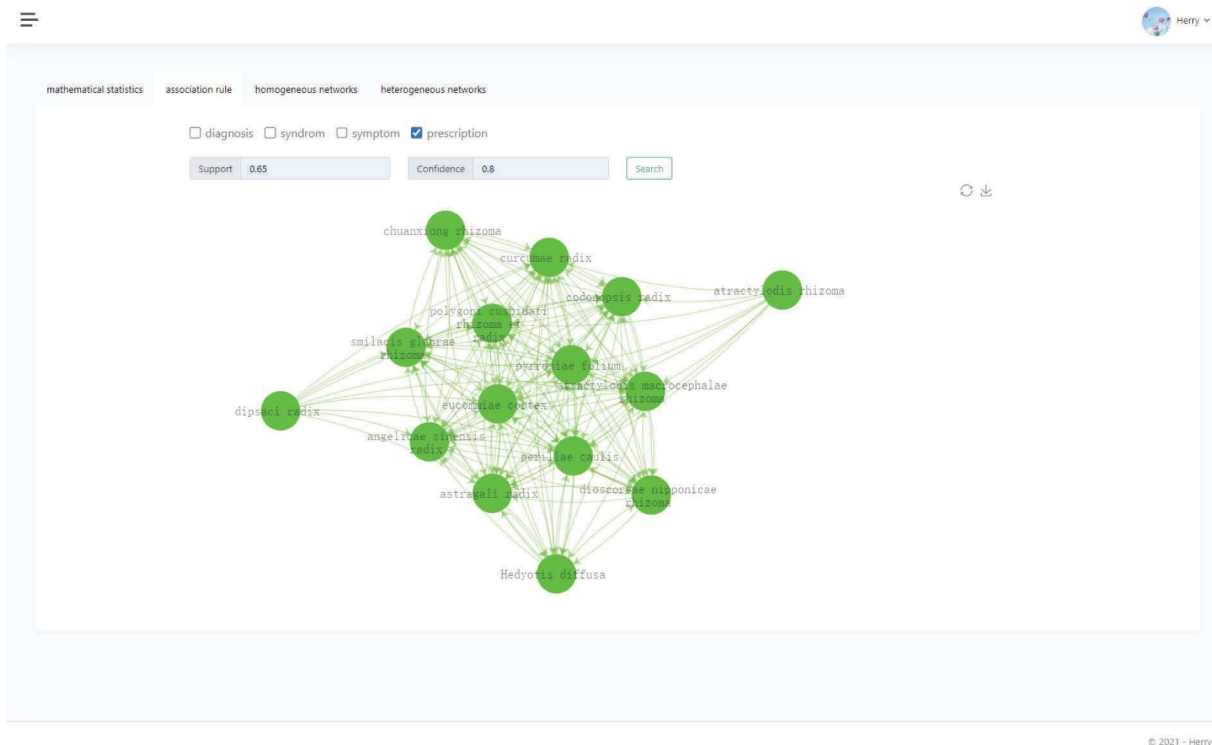 Herry
mathematical statistics association rule homogeneous networks heterogeneous networks
diagnosis syndrom symptom prescription
Support 0.65 Confidence 0.8 Search
chuanxiong rhizoma
curcumae radix
atractylodis rhizoma
codonopsis radix
polygoni cuspidati
rhizoma et
radix
smilacis glabrae
rhizoma
pyrrosiae folium
atractylodis macrocephalae
rhizoma
eucommiae cortex
dipsaci radix
angelicae sinensis
radix
perillae caulis
astragali radix
dioscoreae nipponicae
rhizoma
Hedyotis diffusa
© 2021 - Herry